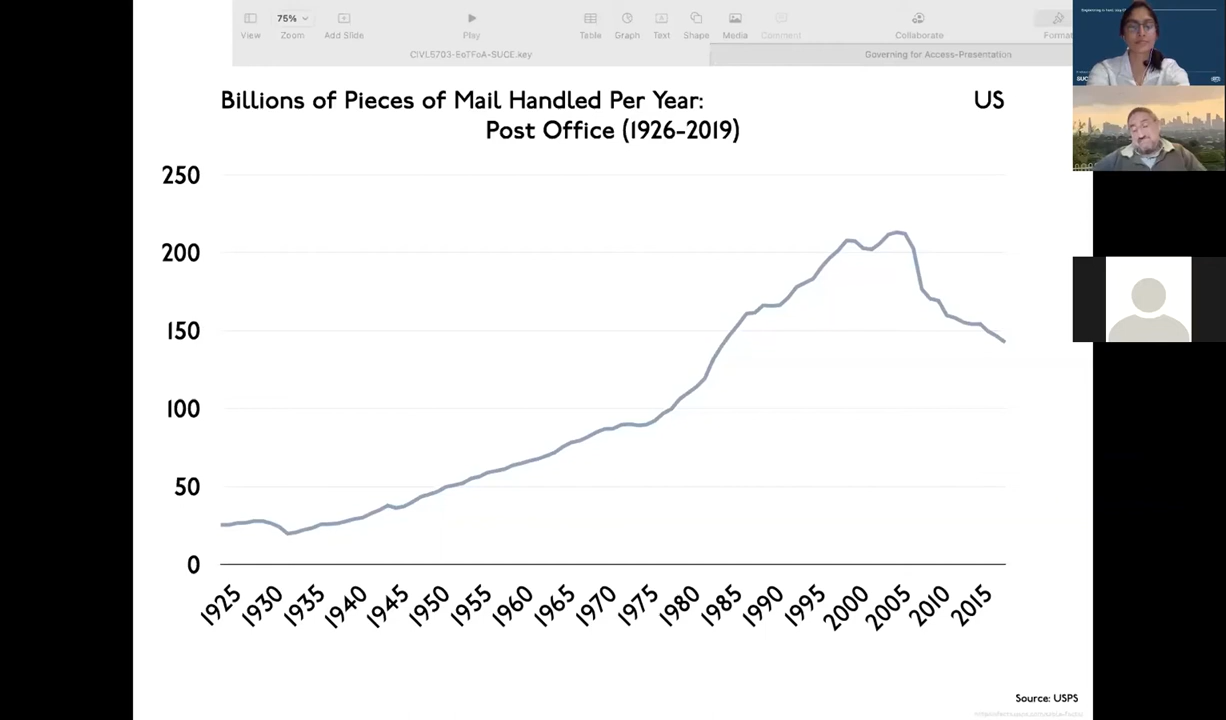 75%
View
Zoom
Add Slide
Play
Table
Graph
Text
Shape
Media
Comment
Collaborate
Format
CIVL5703-EoTFoA-SUCE.key
Governing for Access-Presentation
Billions of Pieces of Mail Handled Per Year:
US
Post Office (1926-2019)
250
200
150
100
50
0
1925
1930
1935
1940
1945
1950
1955
1960
1965
1970
1975
1980
1985
1990
1995
2000
2005
2010
2015
Source: USPS